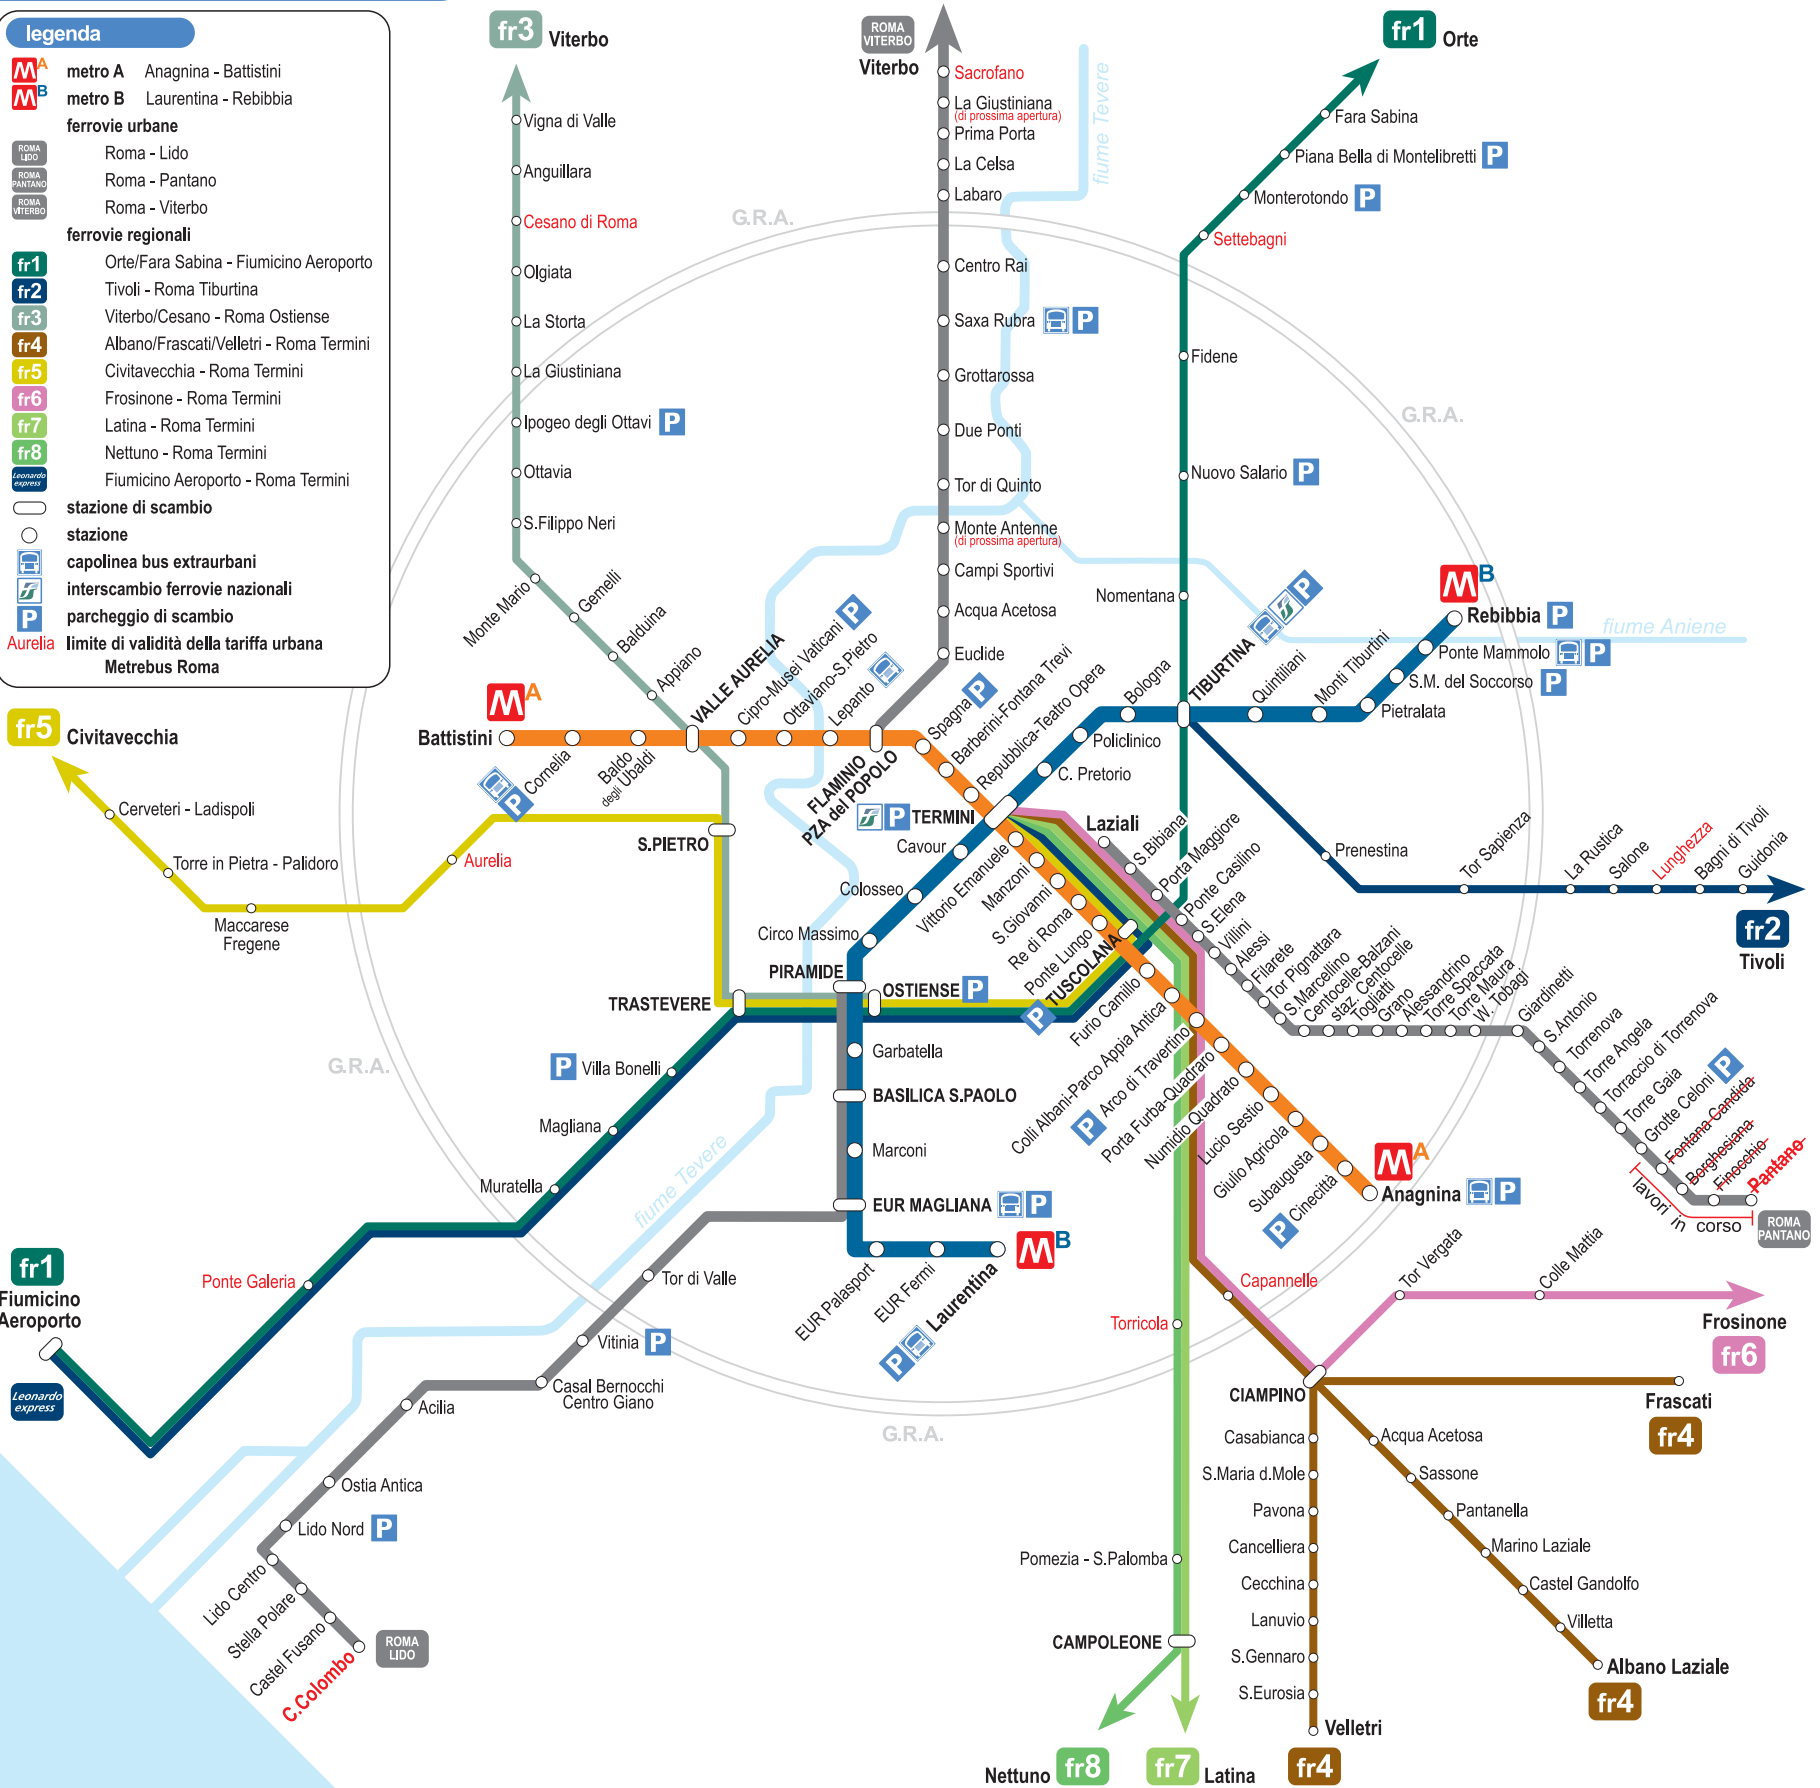 legenda
MA metro A Anagnina - Battistini
MB metro B Laurentina - Rebibbia
ferrovie urbane
ROMA LIDO Roma - Lido
ROMA PANTANO Roma - Pantano
ROMA VITERBO Roma - Viterbo
ferrovie regionali
fr1 Orte/Fara Sabina - Fiumicino Aeroporto
fr2 Tivoli - Roma Tiburtina
fr3 Viterbo/Cesano - Roma Ostiense
fr4 Albano/Frascati/Velletri - Roma Termini
fr5 Civitavecchia - Roma Termini
fr6 Frosinone - Roma Termini
fr7 Latina - Roma Termini
fr8 Nettuno - Roma Termini
Leonardo express Fiumicino Aeroporto - Roma Termini
stazione di scambio
stazione
capolinea bus extraurbani
interscambio ferrovie nazionali
P parcheggio di scambio
Aurelia limite di validità della tariffa urbana
Metrebus Roma
fr3 Viterbo
Vigna di Valle
Anguillara
Cesano di Roma
Olgiata
La Storta
La Giustiniana
Ipogeo degli Ottavi P
Ottavia
S.Filippo Neri
Monte Mario
Gemelli
Balduina
Appiano
ROMA
VITERBO
Viterbo
Sacrofano
La Giustiniana
(di prossima apertura)
Prima Porta
La Celsa
Labaro
Centro Rai
Saxa Rubra P
Grottarossa
Due Ponti
Tor di Quinto
Monte Antenne
(di prossima apertura)
Campi Sportivi
Acqua Acetosa
Euclide
fiume Tevere
G.R.A.
fr1 Orte
Fara Sabina
Piana Bella di Montelibretti P
Monterotondo P
Settebagni
Fidene
Nuovo Salario P
Nomentana
G.R.A.
MB
Rebibbia P
fiume Aniene
Ponte Mammolo P
S.M. del Soccorso P
Pietralata
Monti Tiburtini
Quintiliani
TIBURTINA P
Bologna
Policlinico
C. Pretorio
MA
Battistini
Cornelia
P
Baldo
degli Ubaldi
VALLE AURELIA
Cipro-Musei Vaticani P
Ottaviano-S.Pietro
Lepanto
FLAMINIO
PZA del POPOLO
Spagna P
Barberini-Fontana Trevi
Repubblica-Teatro Opera
P TERMINI
fr5 Civitavecchia
Cerveteri - Ladispoli
Torre in Pietra - Palidoro
Maccarese
Fregene
Aurelia
S.PIETRO
Cavour
Colosseo
Circo Massimo
PIRAMIDE
OSTIENSE P
TRASTEVERE
Vittorio Emanuele
Manzoni
S.Giovanni
Re di Roma
Ponte Lungo
P TUSCOLANA
Furio Camillo
Colli Albani-Parco Appia Antica
P Arco di Travertino
Porta Furba-Quadraro
Numidio Quadrato
Lucio Sestio
Giulio Agricola
Subaugusta
P Cinecittà
MA
Anagnina P
Laziali
S.Bibiana
Porta Maggiore
Ponte Casilino
S.Elena
Villini
Alessi
Filarete
Tor Pignattara
S.Marcellino
Centocelle-Balzani
staz. Centocelle
Togliatti
Grano
Alessandrino
Torre Spaccata
Torre Maura
W. Tobagi
Giardinetti
S.Antonio
Torrenova
Torre Angela
Torraccio di Torrenova
Torre Gaia
Grotte Celoni P
Fontana Candida
Borghesiana
Finocchio
Pantano
lavori in corso
ROMA
PANTANO
Prenestina
Tor Sapienza
La Rustica
Salone
Lunghezza
Bagni di Tivoli
Guidonia
fr2
Tivoli
G.R.A.
P Villa Bonelli
Magliana
Muratella
Ponte Galeria
fr1
Fiumicino
Aeroporto
Leonardo
express
Garbatella
BASILICA S.PAOLO
Marconi
EUR MAGLIANA P
MB
EUR Palasport
EUR Fermi
Laurentina
P
fiume Tevere
Tor di Valle
Vitinia P
Casal Bernocchi
Centro Giano
Acilia
Ostia Antica
Lido Nord P
Lido Centro
Stella Polare
Castel Fusano
C.Colombo
ROMA
LIDO
G.R.A.
Torricola
Pomezia - S.Palomba
CAMPOLEONE
Nettuno fr8
fr7 Latina
Capannelle
Tor Vergata
Colle Mattia
Frosinone
fr6
CIAMPINO
Frascati
fr4
Casabianca
S.Maria d.Mole
Pavona
Cancelliera
Cecchina
Lanuvio
S.Gennaro
S.Eurosia
Velletri
fr4
Acqua Acetosa
Sassone
Pantanella
Marino Laziale
Castel Gandolfo
Villetta
Albano Laziale
fr4